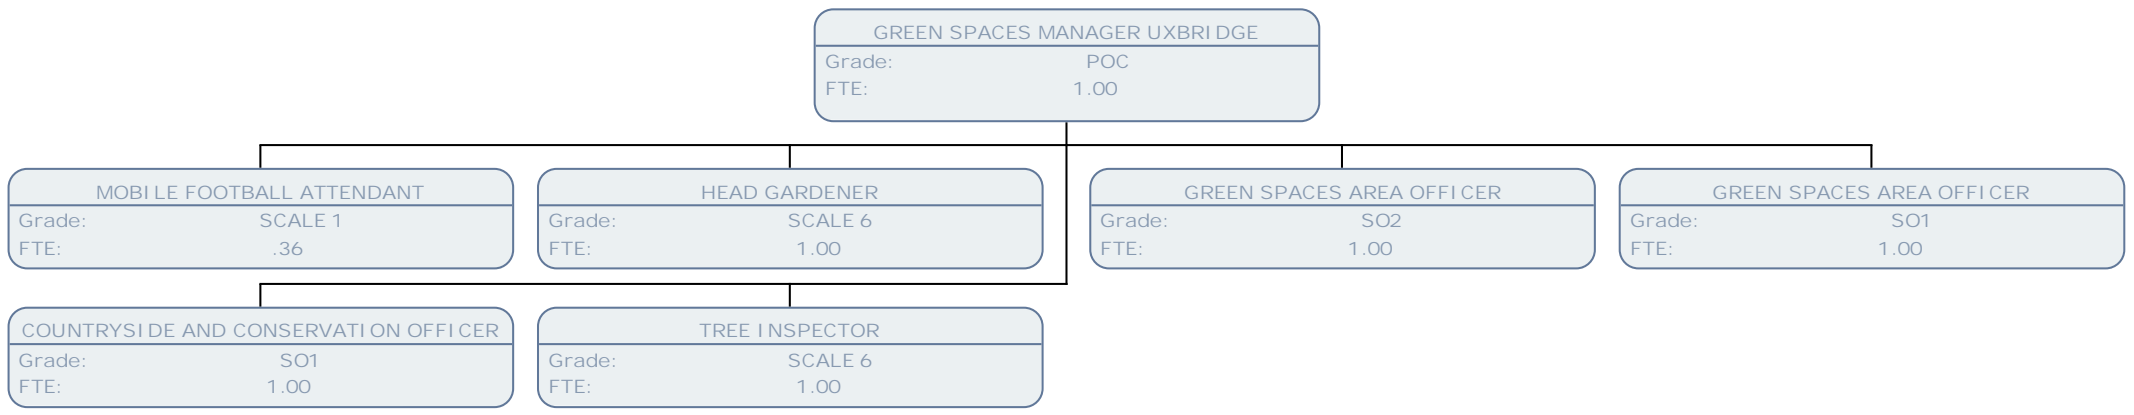 GREEN SPACES MANAGER UXBRIDGE
Grade: POC
FTE: 1.00
MOBILE FOOTBALL ATTENDANT
Grade: SCALE 1
FTE: .36
HEAD GARDENER
Grade: SCALE 6
FTE: 1.00
GREEN SPACES AREA OFFICER
Grade: SO2
FTE: 1.00
GREEN SPACES AREA OFFICER
Grade: SO1
FTE: 1.00
COUNTRYSIDE AND CONSERVATION OFFICER
Grade: SO1
FTE: 1.00
TREE INSPECTOR
Grade: SCALE 6
FTE: 1.00